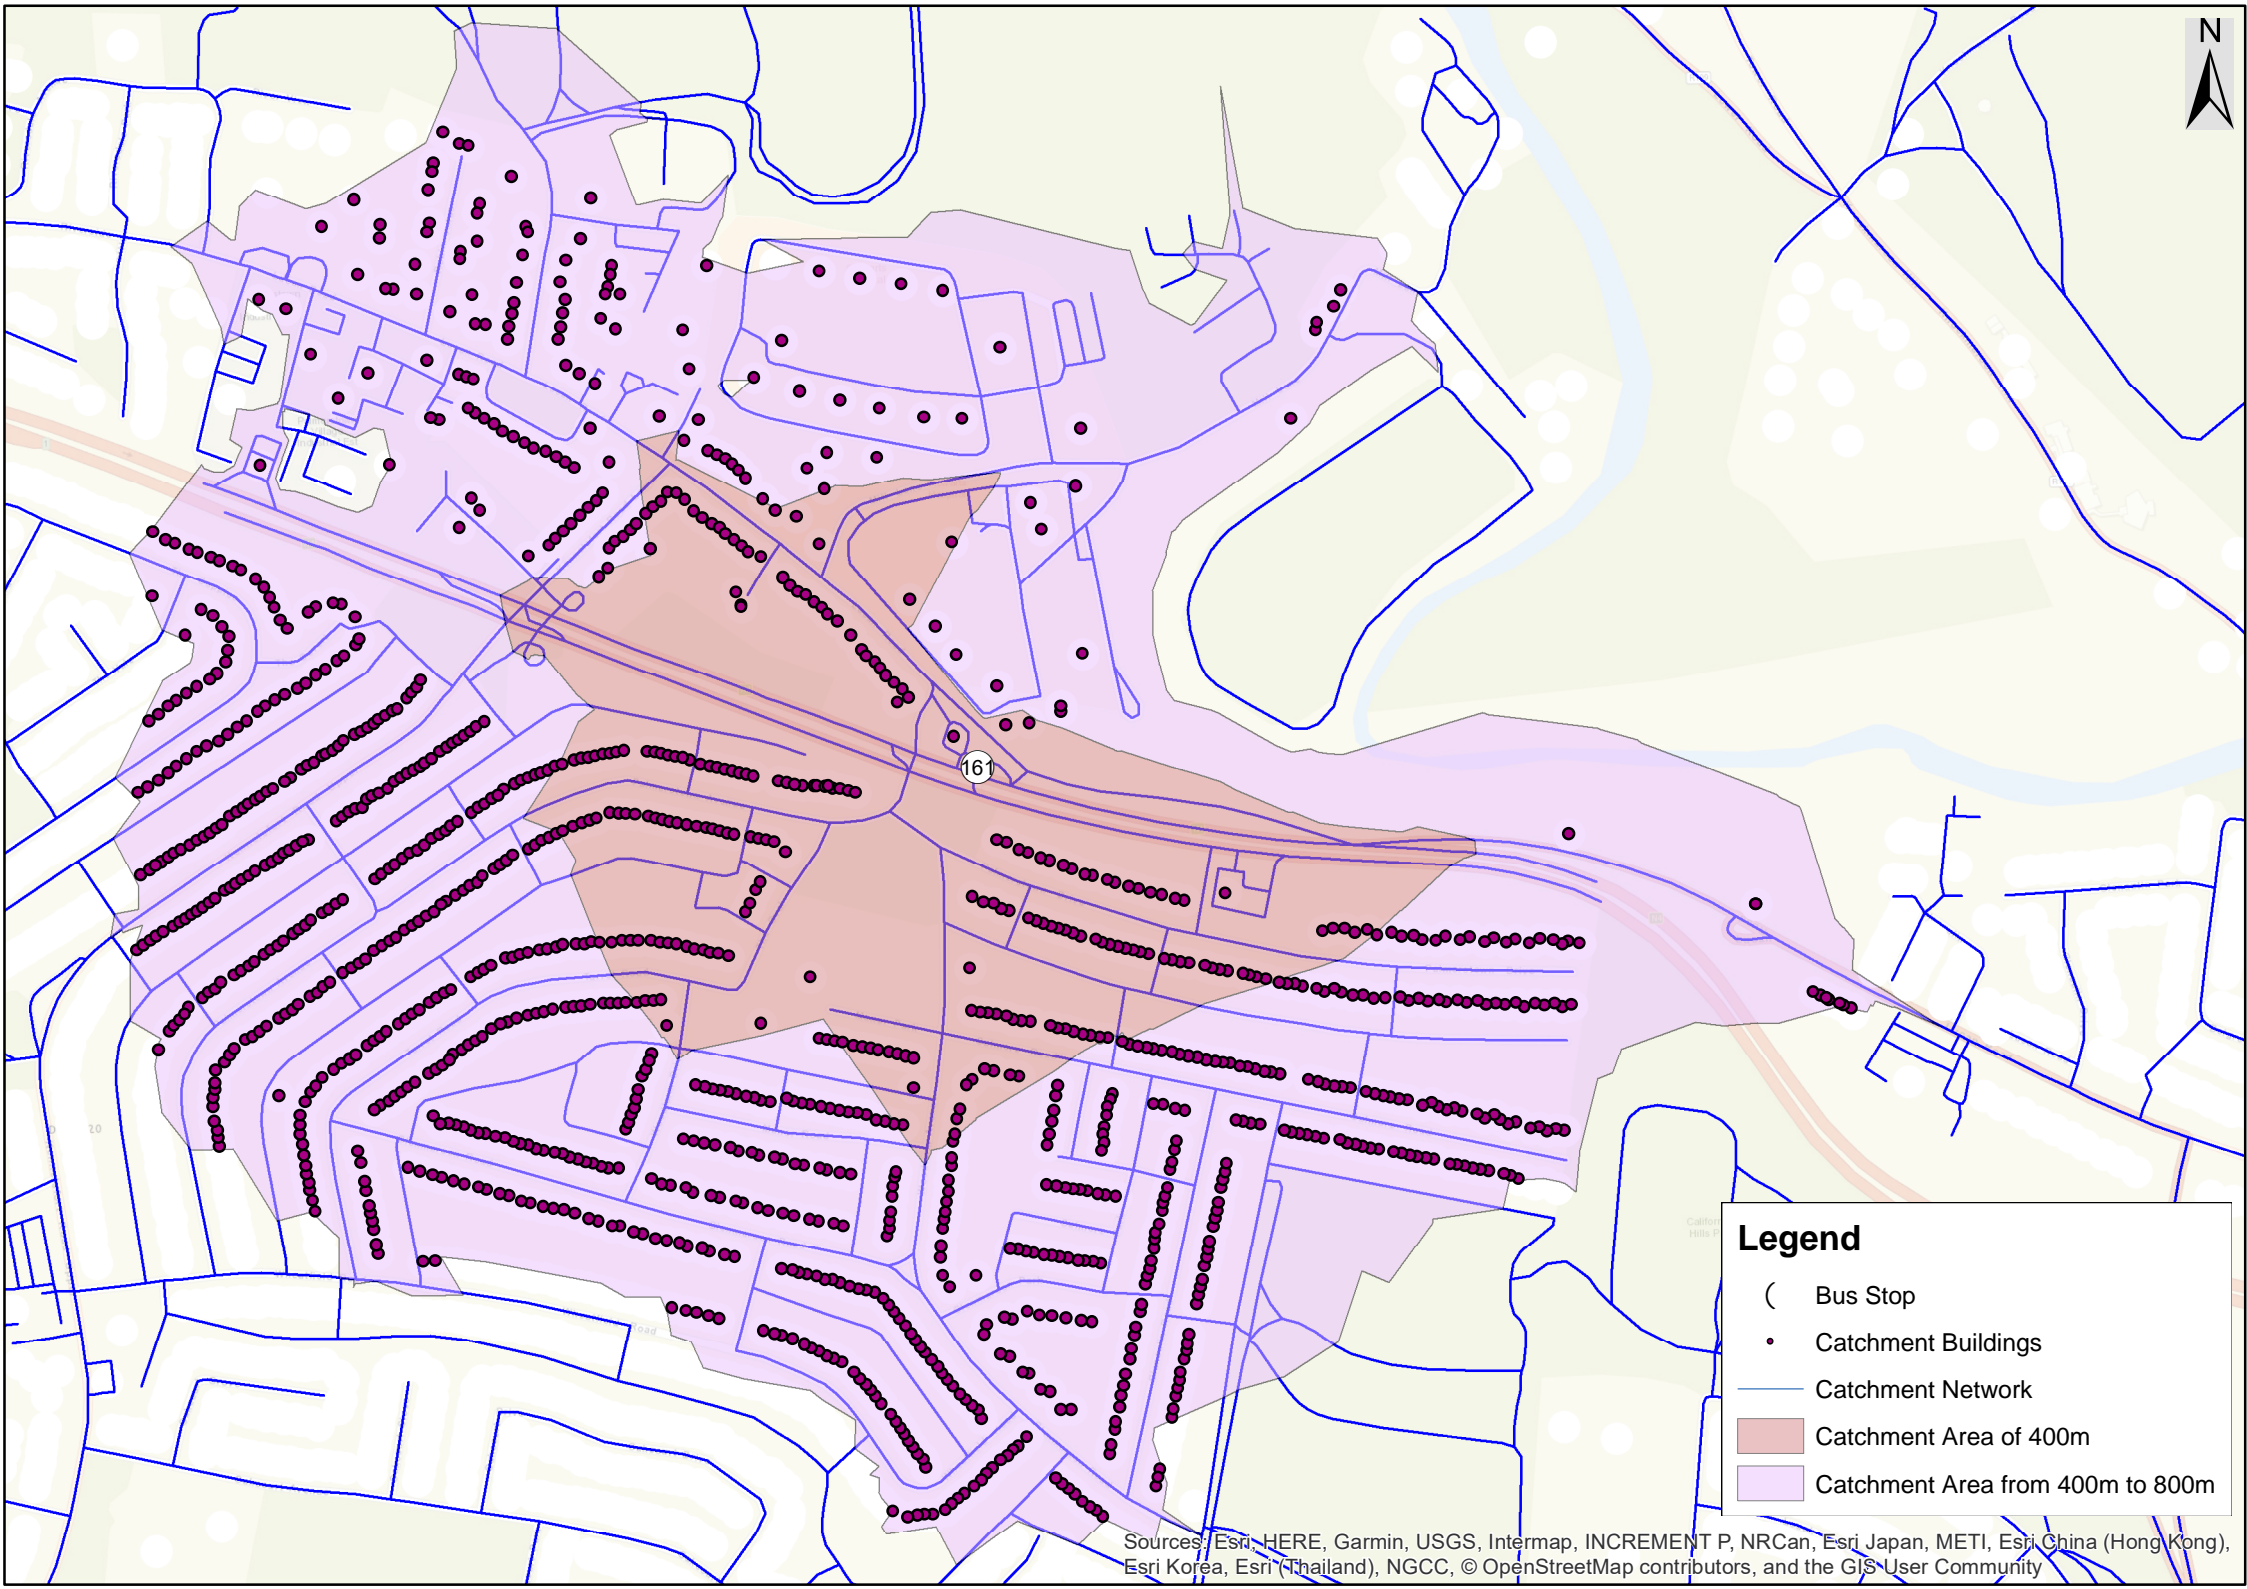 N
161
20
Road
Legend
Bus Stop
Catchment Buildings
Catchment Network
Catchment Area of 400m
Catchment Area from 400m to 800m
Sources: Esri, HERE, Garmin, USGS, Intermap, INCREMENT P, NRCan, Esri Japan, METI, Esri China (Hong Kong),
Esri Korea, Esri (Thailand), NGCC, © OpenStreetMap contributors, and the GIS User Community